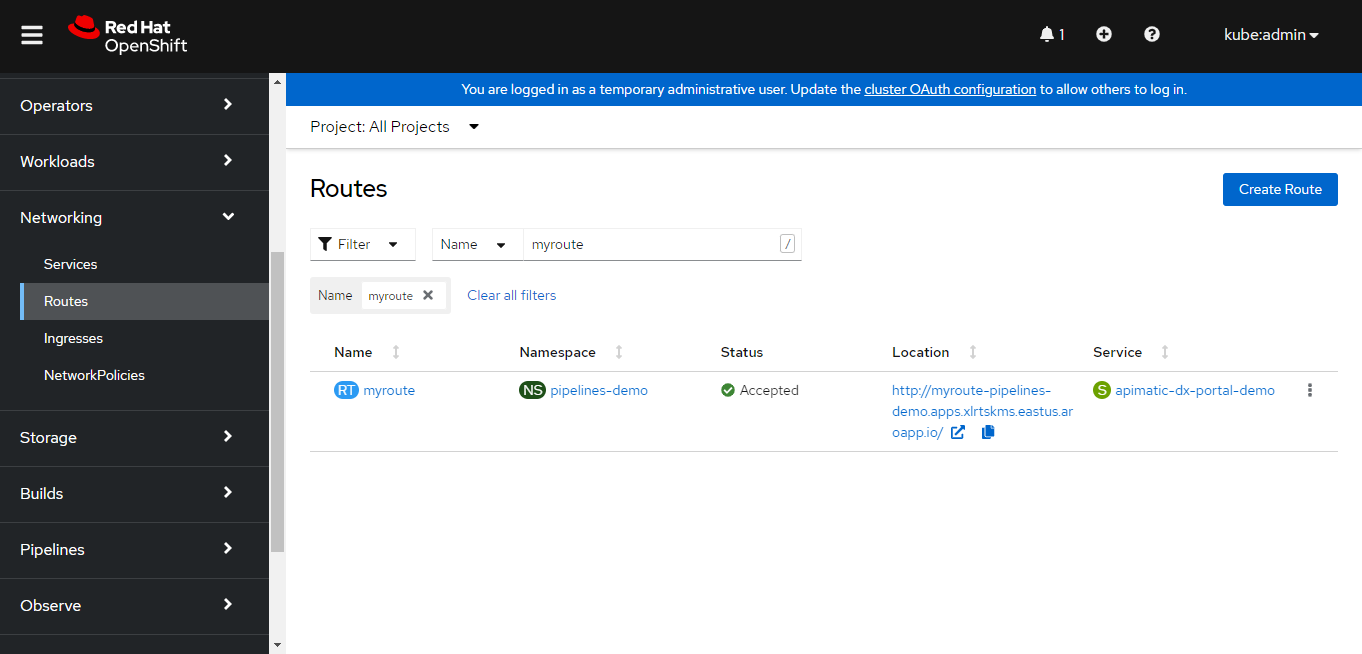 Red Hat
OpenShift
1
kube:admin
Operators
Workloads
Networking
Services
Routes
Ingresses
NetworkPolicies
Storage
Builds
Pipelines
Observe
You are logged in as a temporary administrative user. Update the cluster OAuth configuration to allow others to log in.
Project: All Projects
Routes
Create Route
Filter
Name
myroute
/
Name
myroute
Clear all filters
Name
Namespace
Status
Location
Service
RT myroute
NS pipelines-demo
Accepted
http://myroute-pipelines-
demo.apps.xlrtskms.eastus.ar
oapp.io/
S apimatic-dx-portal-demo